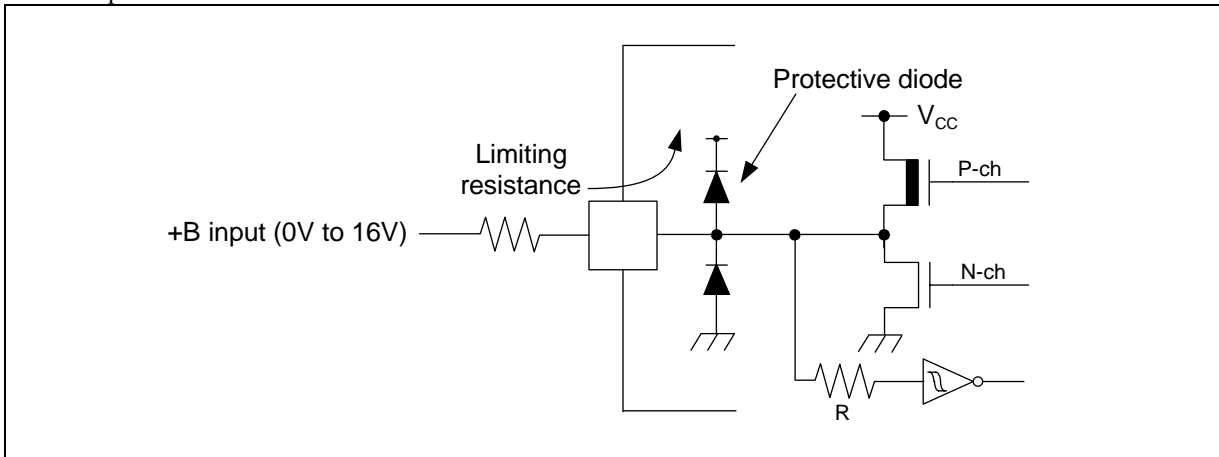 Protective diode
VCC
Limiting
resistance
P-ch
+B input (0V to 16V)
N-ch
R